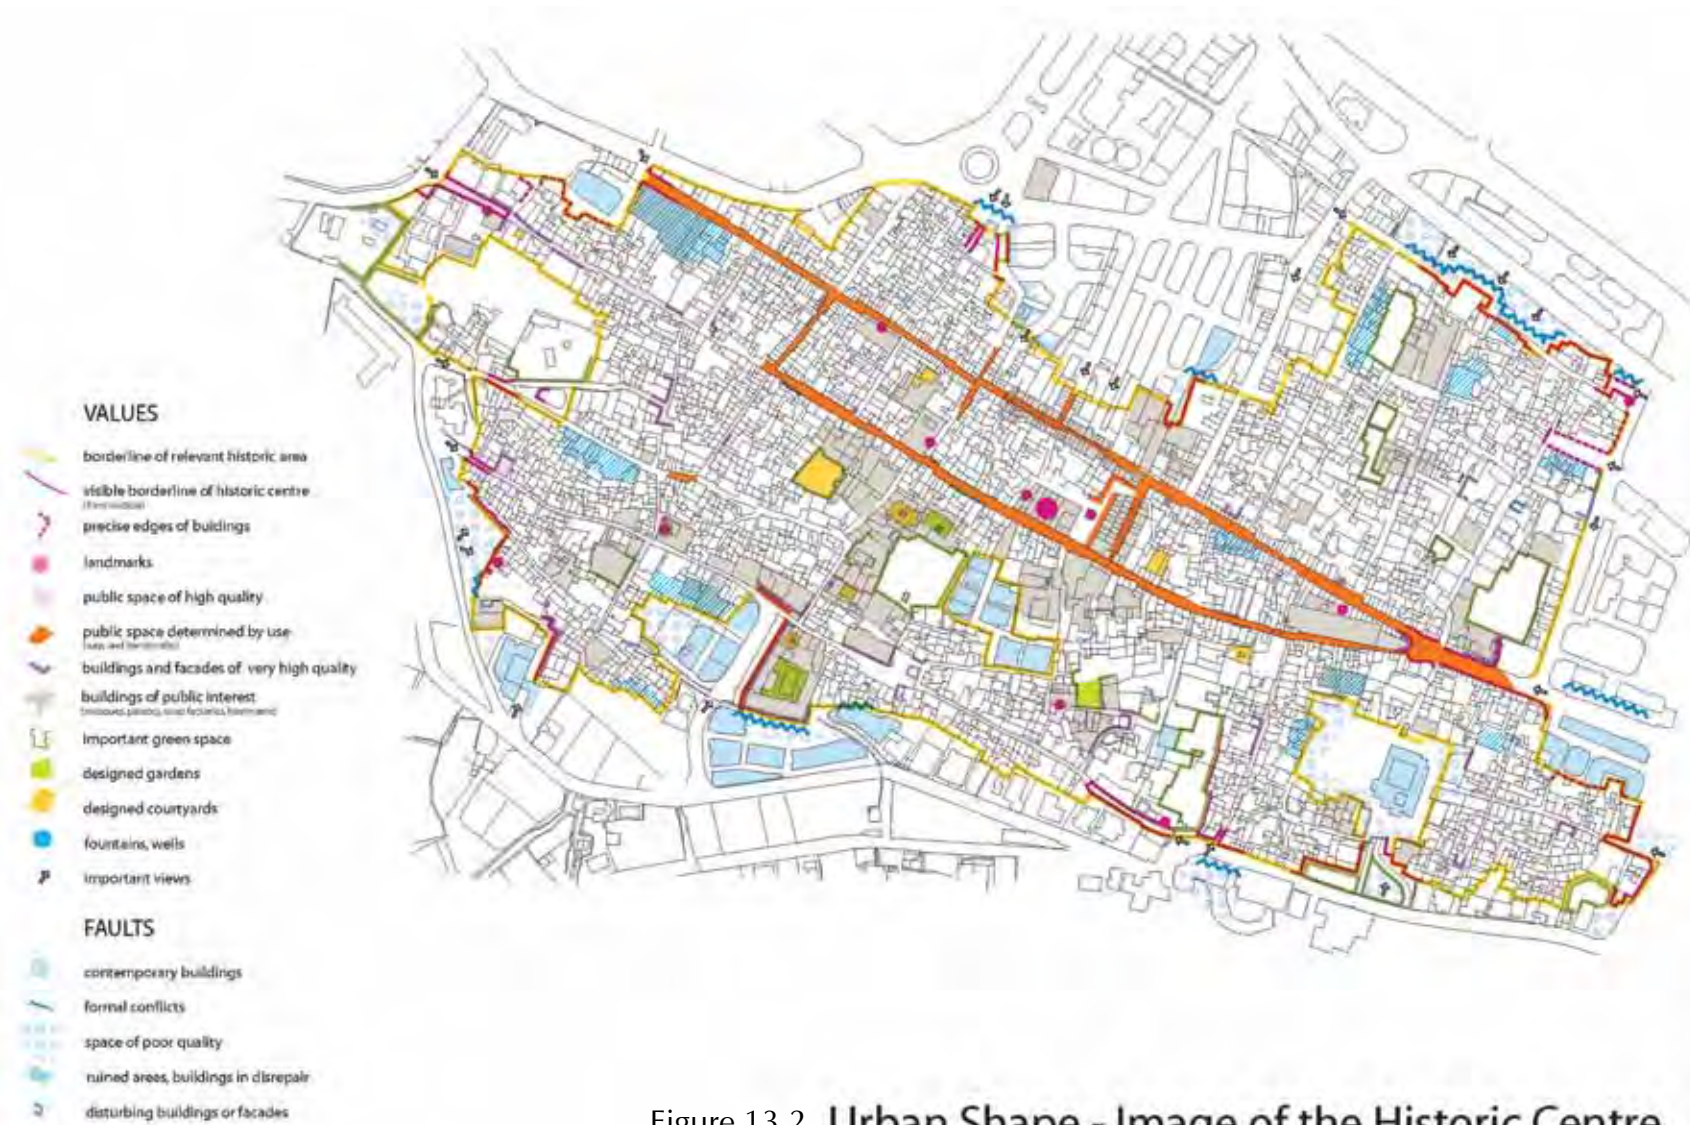 VALUES
borderline of relevant historic area
visible borderline of historic centre
precise edges of buildings
landmarks
public space of high quality
public space determined by use
buildings and facades of very high quality
buildings of public interest
important green space
designed gardens
designed courtyards
fountains, wells
important views
FAULTS
contemporary buildings
formal conflicts
space of poor quality
ruined areas, buildings in disrepair
disturbing buildings or facades
Figure 13.2 Urban Shape - Image of the Historic Centre